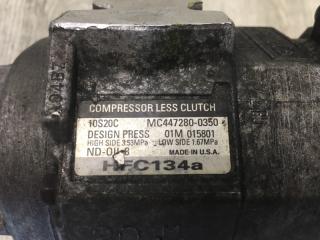 COMPRESSOR LESS CLUTCH
10S20C MC447280-0350
DESIGN PRESS 01M 015801
HIGH SIDE 3.53MPa LOW SIDE 1.67MPa
ND-OIL 8 MADE IN U.S.A.
HFC134a